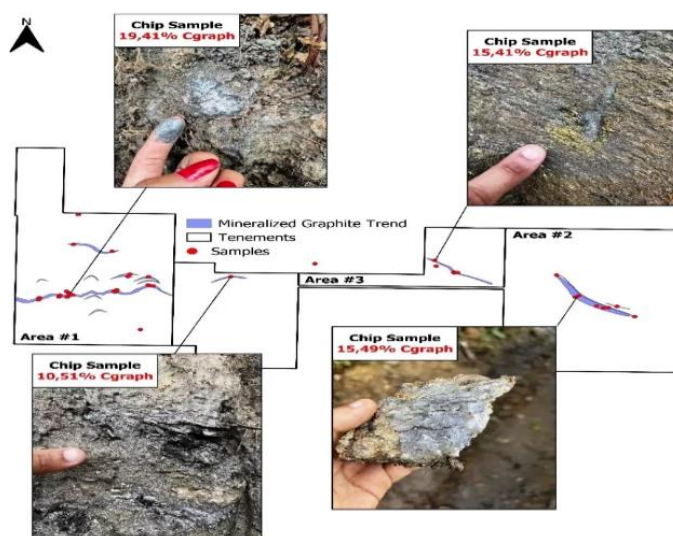 N
Chip Sample
19,41% Cgraph
Chip Sample
15,41% Cgraph
Mineralized Graphite Trend
Tenements
Samples
Area #2
Area #3
Area #1
Chip Sample
15,49% Cgraph
Chip Sample
10,51% Cgraph